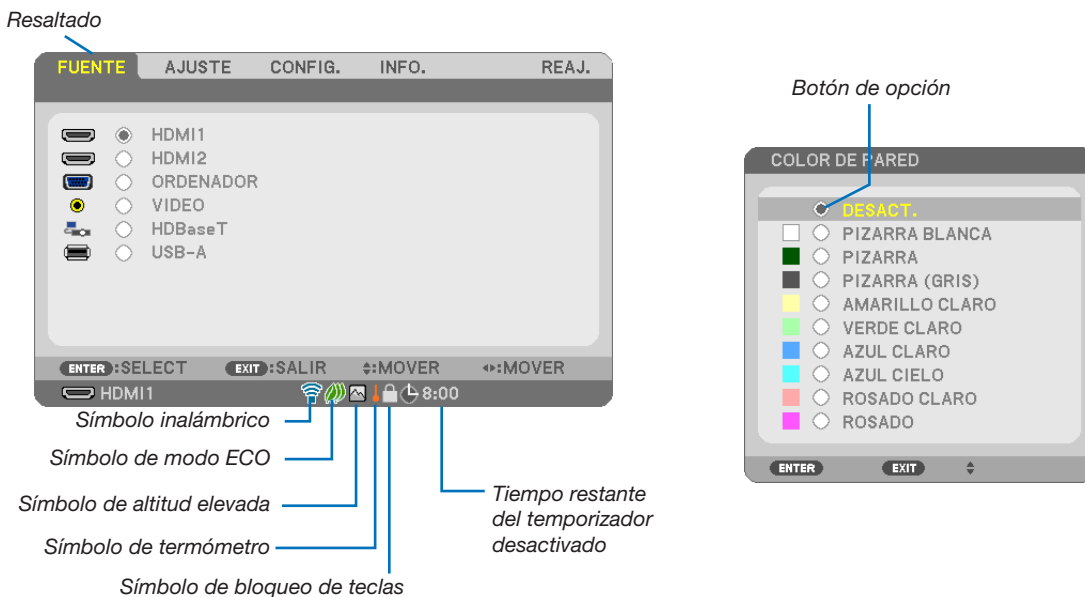 Resaltado
FUENTE AJUSTE CONFIG. INFO. REAJ.
HDMI1
HDMI2
ORDENADOR
VIDEO
HDBaseT
USB-A
ENTER:SELECT EXIT:SALIR :MOVER :MOVER
HDMI1 8:00
Símbolo inalámbrico
Símbolo de modo ECO
Símbolo de altitud elevada
Símbolo de termómetro
Símbolo de bloqueo de teclas
Tiempo restante
del temporizador
desactivado
Botón de opción
COLOR DE PARED
DESACT.
PIZARRA BLANCA
PIZARRA
PIZARRA (GRIS)
AMARILLO CLARO
VERDE CLARO
AZUL CLARO
AZUL CIELO
ROSADO CLARO
ROSADO
ENTER EXIT